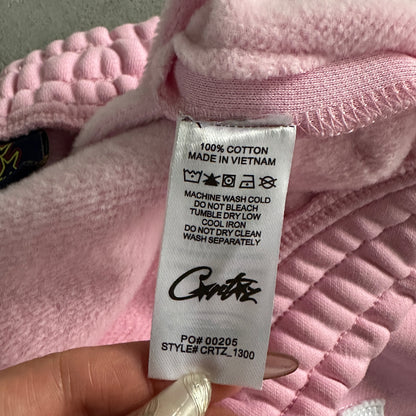 100% COTTON
MADE IN VIETNAM
MACHINE WASH COLD
DO NOT BLEACH
TUMBLE DRY LOW
COOL IRON
DO NOT DRY CLEAN
WASH SEPARATELY
Crrtz
PO# 00205
STYLE# CRTZ_1300